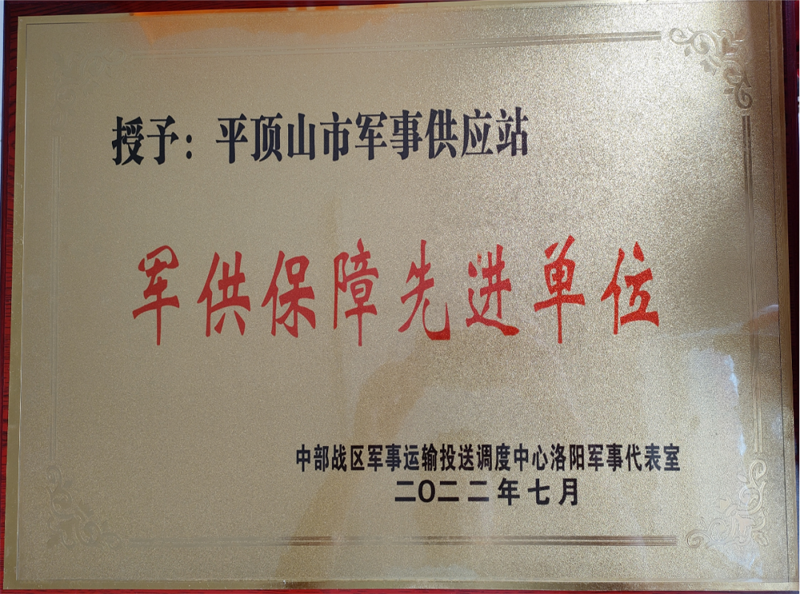 授予：平顶山市军事供应站
军供保障先进单位
中部战区军事运输投送调度中心洛阳军事代表室
二〇二二年七月